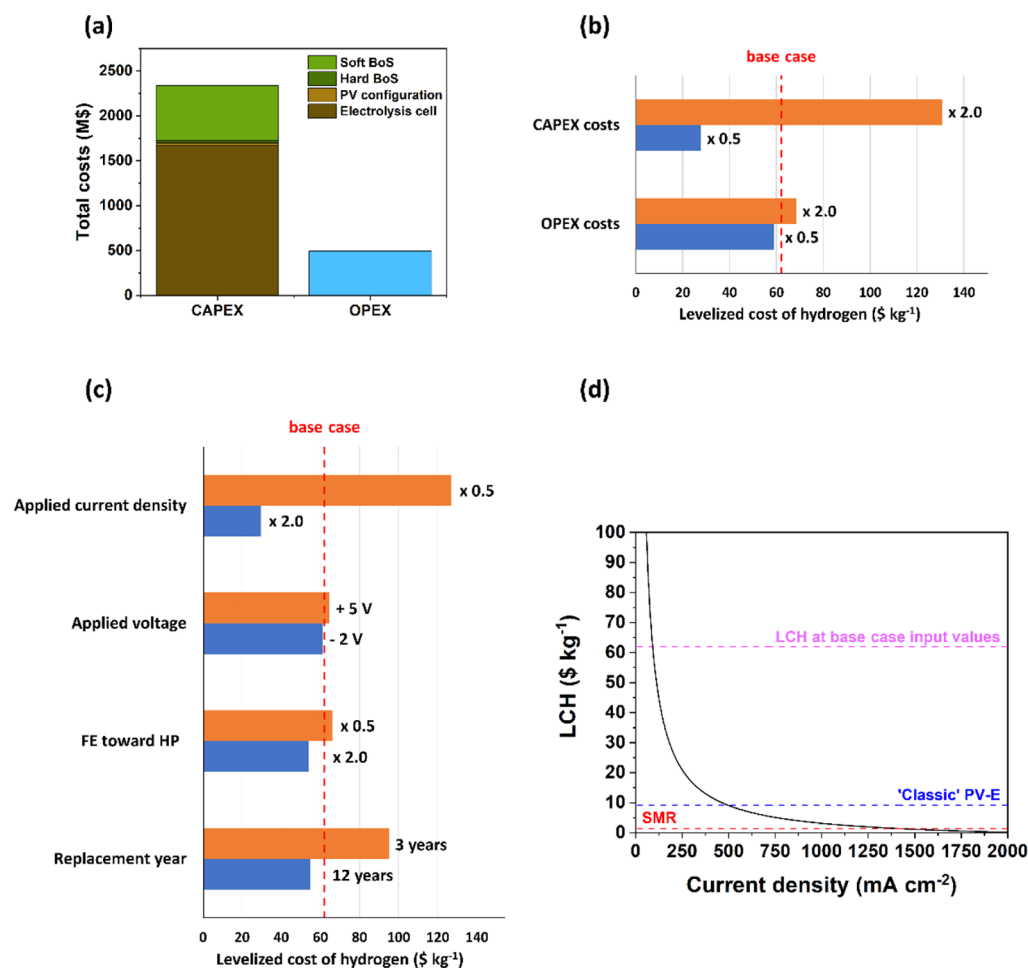 (a)
Total costs (M$)
2500
2000
1500
1000
500
0
Soft BoS
Hard BoS
PV configuration
Electrolysis cell
CAPEX
OPEX
(b)
base case
CAPEX costs
x 2.0
x 0.5
OPEX costs
x 2.0
x 0.5
0 20 40 60 80 100 120 140
Levelized cost of hydrogen ($ kg⁻¹)
(c)
base case
Applied current density
x 0.5
x 2.0
Applied voltage
+ 5 V
- 2 V
FE toward HP
x 0.5
x 2.0
Replacement year
3 years
12 years
0 20 40 60 80 100 120 140
Levelized cost of hydrogen ($ kg⁻¹)
(d)
LCH ($ kg⁻¹)
100
90
80
70
60
50
40
30
20
10
0
LCH at base case input values
'Classic' PV-E
SMR
0 250 500 750 1000 1250 1500 1750 2000
Current density (mA cm⁻²)